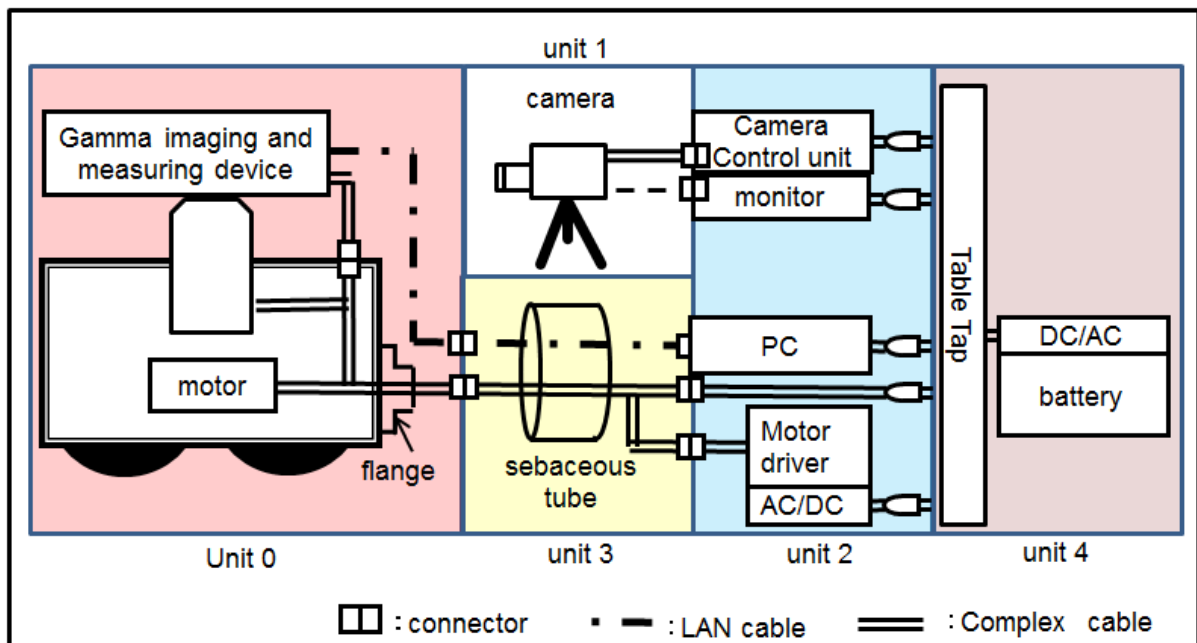 unit 1
Gamma imaging and
measuring device
camera
Camera
Control unit
monitor
Table Tap
motor
flange
sebaceous
tube
PC
Motor
driver
AC/DC
DC/AC
battery
Unit 0
unit 3
unit 2
unit 4
: connector
: LAN cable
: Complex cable